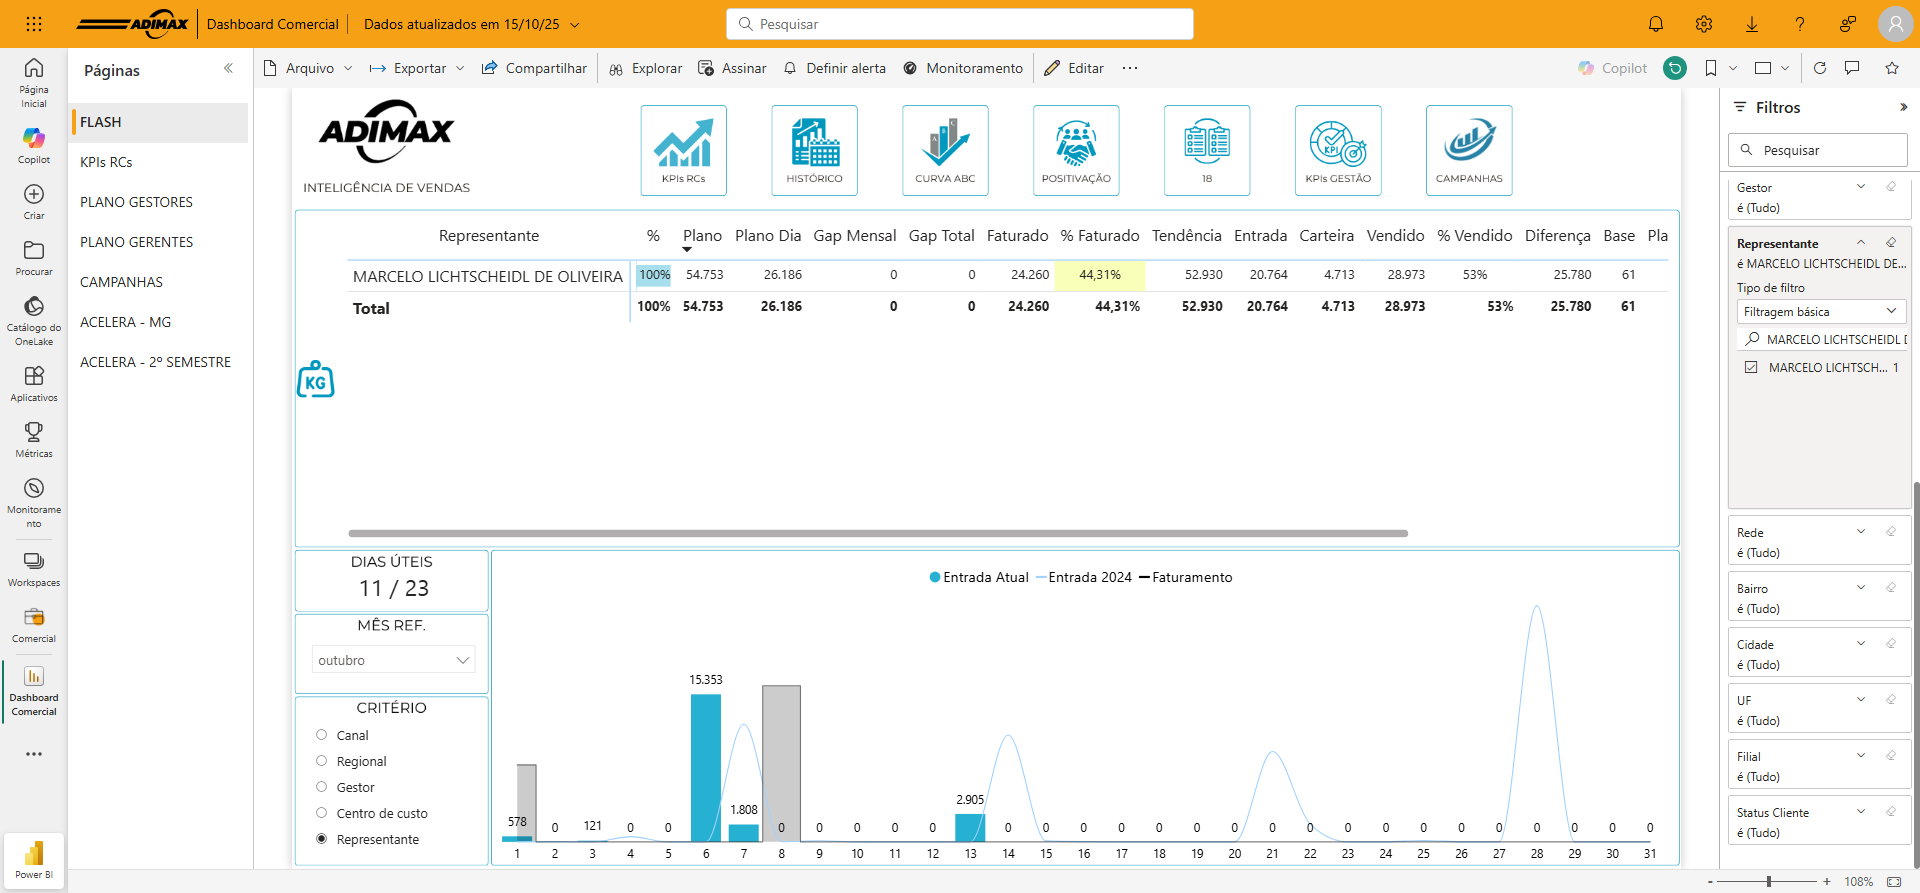 ADIMAX Dashboard Comercial Dados atualizados em 15/10/25
Pesquisar
Arquivo Exportar Compartilhar Explorar Assinar Definir alerta Monitoramento Editar Copilot
Página
Inicial
Copilot
Criar
Procurar
Catálogo do
OneLake
Aplicativos
Métricas
Monitorame
nto
Workspaces
Comercial
Dashboard
Comercial
Power BI
Páginas
FLASH
KPIs RCs
PLANO GESTORES
PLANO GERENTES
CAMPANHAS
ACELERA - MG
ACELERA - 2º SEMESTRE
ADIMAX
INTELIGÊNCIA DE VENDAS
KPIs RCs
HISTÓRICO
A B C
CURVA ABC
POSITIVAÇÃO
18
KPI
KPIs GESTÃO
CAMPANHAS
Representante % Plano Plano Dia Gap Mensal Gap Total Faturado % Faturado Tendência Entrada Carteira Vendido % Vendido Diferença Base Pla
MARCELO LICHTSCHEIDL DE OLIVEIRA 100% 54.753 26.186 0 0 24.260 44,31% 52.930 20.764 4.713 28.973 53% 25.780 61
Total 100% 54.753 26.186 0 0 24.260 44,31% 52.930 20.764 4.713 28.973 53% 25.780 61
KG
DIAS ÚTEIS
11 / 23
MÊS REF.
outubro
CRITÉRIO
Canal
Regional
Gestor
Centro de custo
Representante
Entrada Atual Entrada 2024 Faturamento
578 0 121 0 0 15.353 1.808 0 0 0 0 0 2.905 0 0 0 0 0 0 0 0 0 0 0 0 0 0 0 0 0 0
1 2 3 4 5 6 7 8 9 10 11 12 13 14 15 16 17 18 19 20 21 22 23 24 25 26 27 28 29 30 31
Filtros
Pesquisar
Gestor
é (Tudo)
Representante
é MARCELO LICHTSCHEIDL DE...
Tipo de filtro
Filtragem básica
MARCELO LICHTSCHEIDL D
MARCELO LICHTSCH... 1
Rede
é (Tudo)
Bairro
é (Tudo)
Cidade
é (Tudo)
UF
é (Tudo)
Filial
é (Tudo)
Status Cliente
é (Tudo)
- + 108%